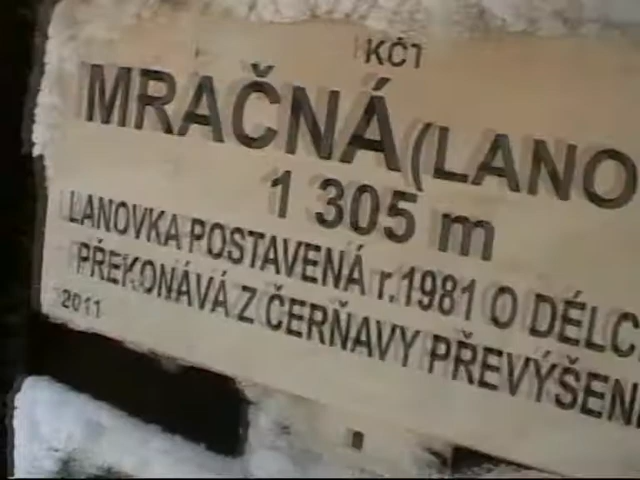 KČT
MRAČNÁ (LANO
1 305 m
LANOVKA POSTAVENÁ r.1981 O DÉLC
PŘEKONÁVÁ Z ČERŇAVY PŘEVÝŠEN
2011